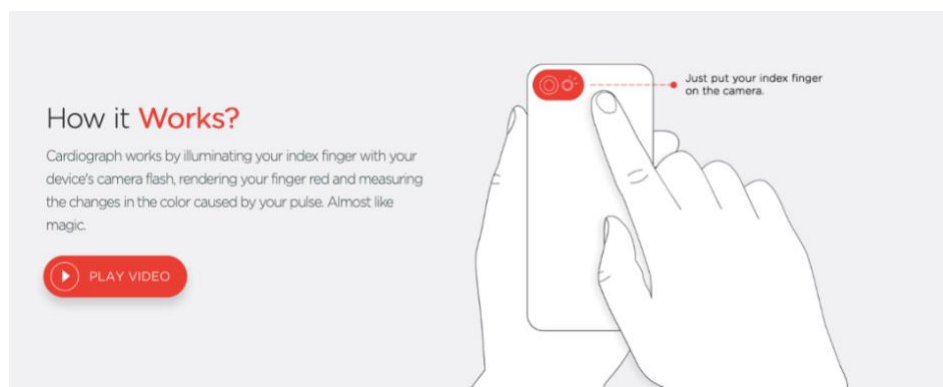 How it Works?
Cardiograph works by illuminating your index finger with your
device's camera flash, rendering your finger red and measuring
the changes in the color caused by your pulse. Almost like
magic.
PLAY VIDEO
Just put your index finger
on the camera.